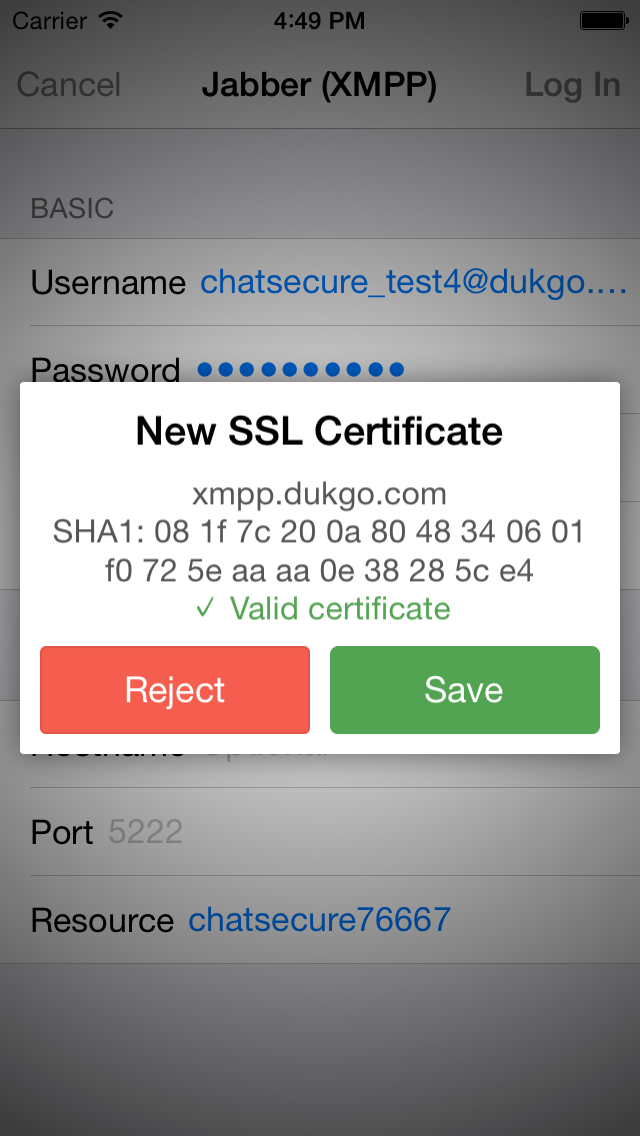 Carrier 4:49 PM
Cancel Jabber (XMPP) Log In
BASIC
Username chatsecure_test4@dukgo.…
Password ●●●●●●●●●●
New SSL Certificate
xmpp.dukgo.com
SHA1: 08 1f 7c 20 0a 80 48 34 06 01
f0 72 5e aa aa 0e 38 28 5c e4
✓ Valid certificate
Reject Save
Port 5222
Resource chatsecure76667